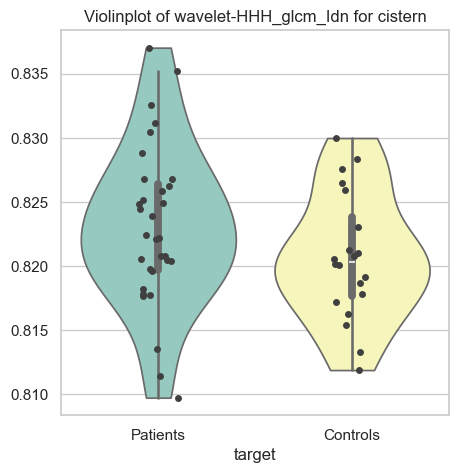 Violinplot of wavelet-HHH_glcm_Idn for cistern
0.835
0.830
0.825
0.820
0.815
0.810
Patients Controls
target